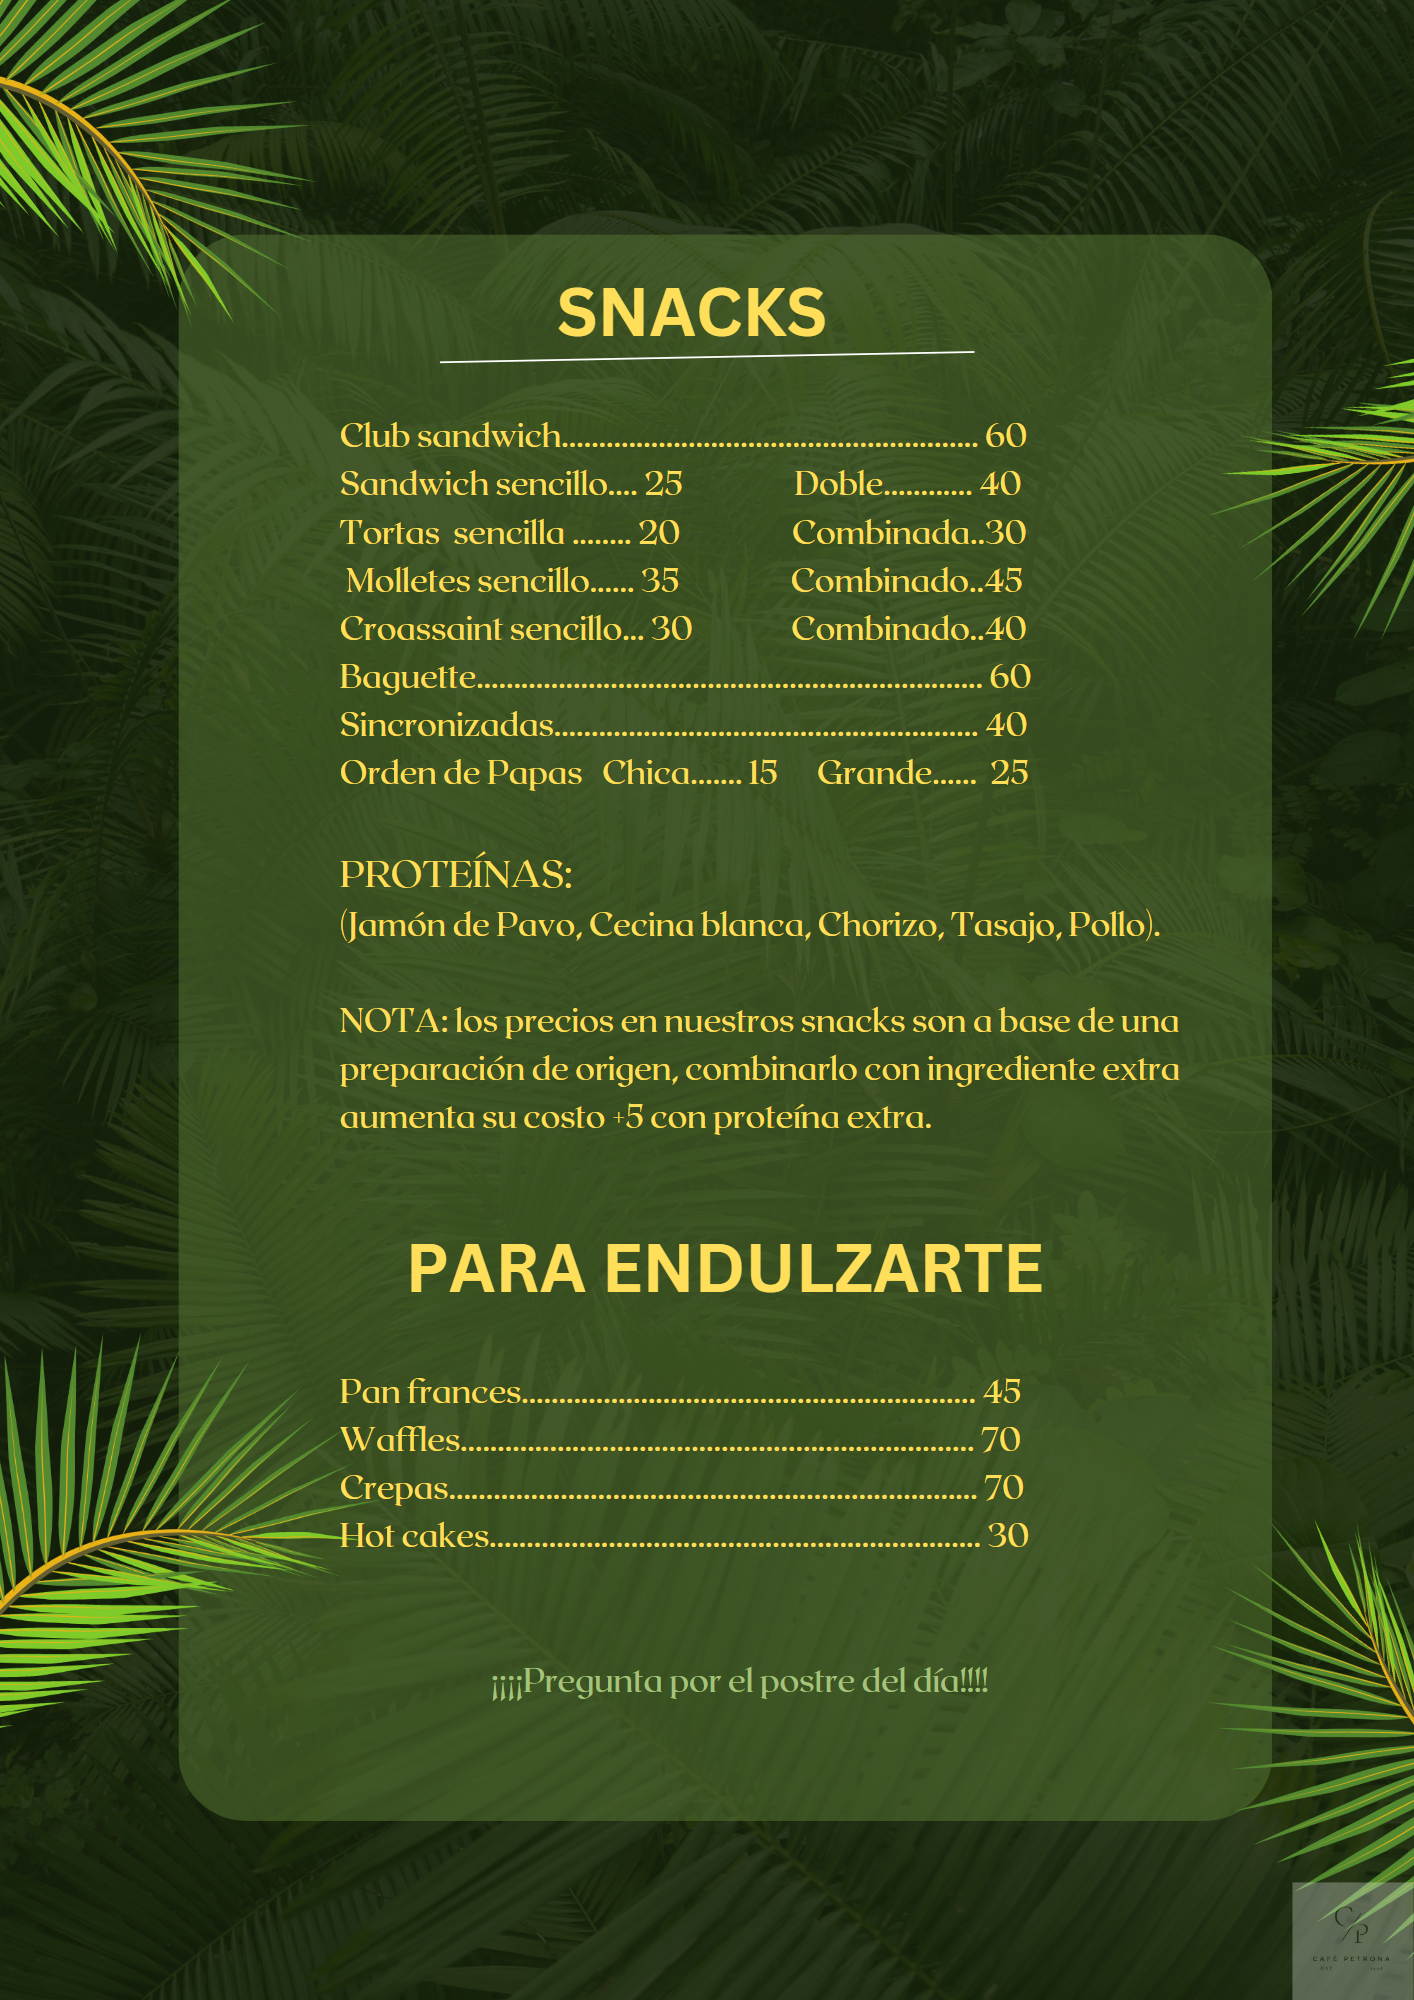 SNACKS
Club sandwich........................................................ 60
Sandwich sencillo.... 25 Doble............ 40
Tortas sencilla ........ 20 Combinada..30
Molletes sencillo...... 35 Combinado..45
Croassaint sencillo... 30 Combinado..40
Baguette.................................................................... 60
Sincronizadas......................................................... 40
Orden de Papas Chica....... 15 Grande...... 25
PROTEÍNAS:
(Jamón de Pavo, Cecina blanca, Chorizo, Tasajo, Pollo).
NOTA: los precios en nuestros snacks son a base de una
preparación de origen, combinarlo con ingrediente extra
aumenta su costo +5 con proteína extra.
PARA ENDULZARTE
Pan frances............................................................. 45
Waffles..................................................................... 70
Crepas....................................................................... 70
Hot cakes.................................................................. 30
¡¡¡¡Pregunta por el postre del día!!!!
CP
CAFÉ PETRONA